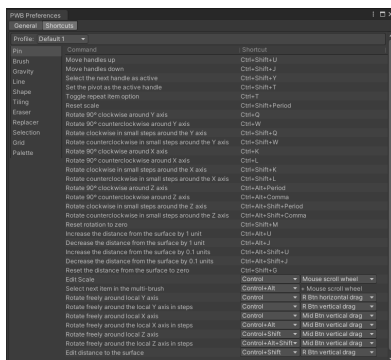 PWB Preferences
General Shortcuts
Profile: Default 1
Pin
Brush
Gravity
Line
Shape
Tiling
Eraser
Replacer
Selection
Grid
Palette
Command Shortcut
Move handles up Ctrl+Shift+U
Move handles down Ctrl+Shift+J
Select the next handle as active Ctrl+Shift+Y
Set the pivot as the active handle Ctrl+Shift+T
Toggle repeat item option Ctrl+T
Reset scale Ctrl+Shift+Period
Rotate 90º clockwise around Y axis Ctrl+Q
Rotate 90º counterclockwise around Y axis Ctrl+W
Rotate clockwise in small steps around the Y axis Ctrl+Shift+Q
Rotate counterclockwise in small steps around the Y axis Ctrl+Shift+W
Rotate 90º clockwise around X axis Ctrl+K
Rotate 90º counterclockwise around X axis Ctrl+L
Rotate clockwise in small steps around the X axis Ctrl+Shift+K
Rotate counterclockwise in small steps around the X axis Ctrl+Shift+L
Rotate 90º clockwise around Z axis Ctrl+Alt+Period
Rotate 90º counterclockwise around Z axis Ctrl+Alt+Comma
Rotate clockwise in small steps around the Z axis Ctrl+Alt+Shift+Period
Rotate counterclockwise in small steps around the Z axis Ctrl+Alt+Shift+Comma
Reset rotation to zero Ctrl+Shift+M
Increase the distance from the surface by 1 unit Ctrl+Alt+U
Decrease the distance from the surface by 1 unit Ctrl+Alt+J
Increase the distance from the surface by 0.1 units Ctrl+Alt+Shift+U
Decrease the distance from the surface by 0.1 units Ctrl+Alt+Shift+J
Reset the distance from the surface to zero Ctrl+Shift+G
Edit Scale Control Mouse scroll wheel
Select next item in the multi-brush Control+Alt + Mouse scroll wheel
Rotate freely around local Y axis Control R Btn horizontal drag
Rotate freely around the local Y axis in steps Control+Alt R Btn vertical drag
Rotate freely around local X axis Control Mid Btn vertical drag
Rotate freely around the local X axis in steps Control+Alt Mid Btn vertical drag
Rotate freely around local Z axis Control+Shift Mid Btn vertical drag
Rotate freely around the local Z axis in steps Control+Alt+Shift Mid Btn vertical drag
Edit distance to the surface Control+Shift R Btn vertical drag